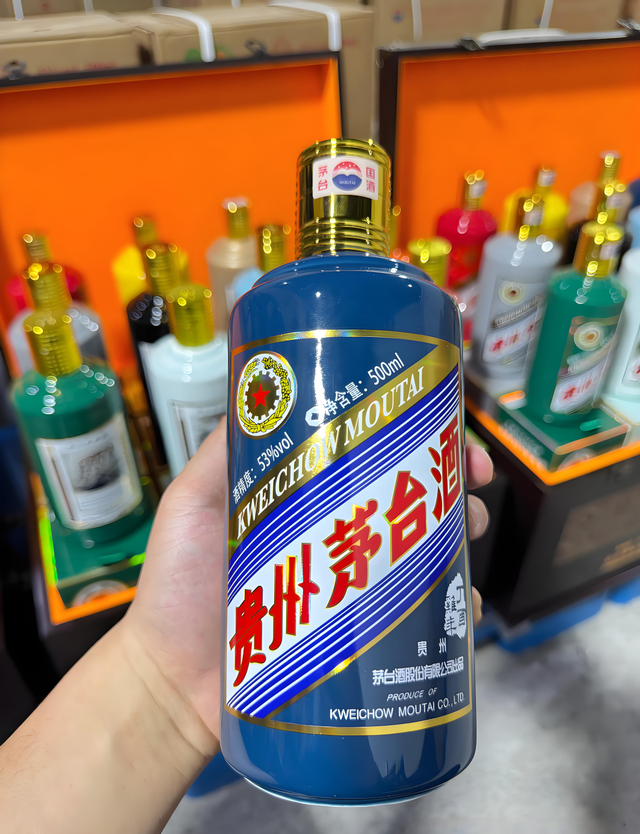 茅台
国酒
MOUTAI
净含量：500ml
酒精度：53%vol
KWEICHOW MOUTAI
贵州茅台酒
贵州
茅台酒股份有限公司出品
PRODUCE OF
KWEICHOW MOUTAI CO., LTD.